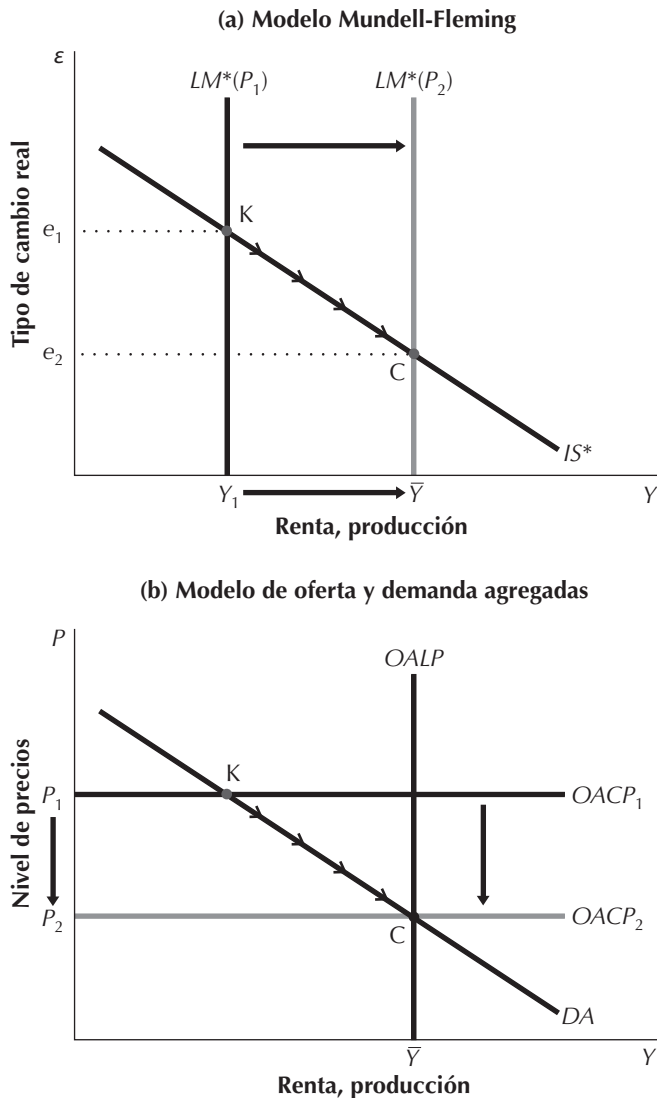 (a) Modelo Mundell-Fleming
ε
LM*(P₁)
LM*(P₂)
Tipo de cambio real
K
e₁
e₂
C
IS*
Y₁
Y̅
Y
Renta, producción
(b) Modelo de oferta y demanda agregadas
P
OALP
Nivel de precios
K
P₁
OACP₁
P₂
OACP₂
C
DA
Y̅
Y
Renta, producción